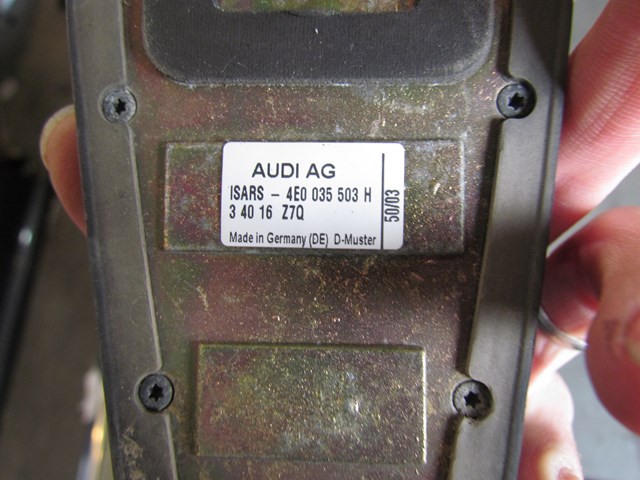 AUDI AG
ISARS - 4E0 035 503 H
3 40 16 Z7Q
Made in Germany (DE) D-Muster
50/03